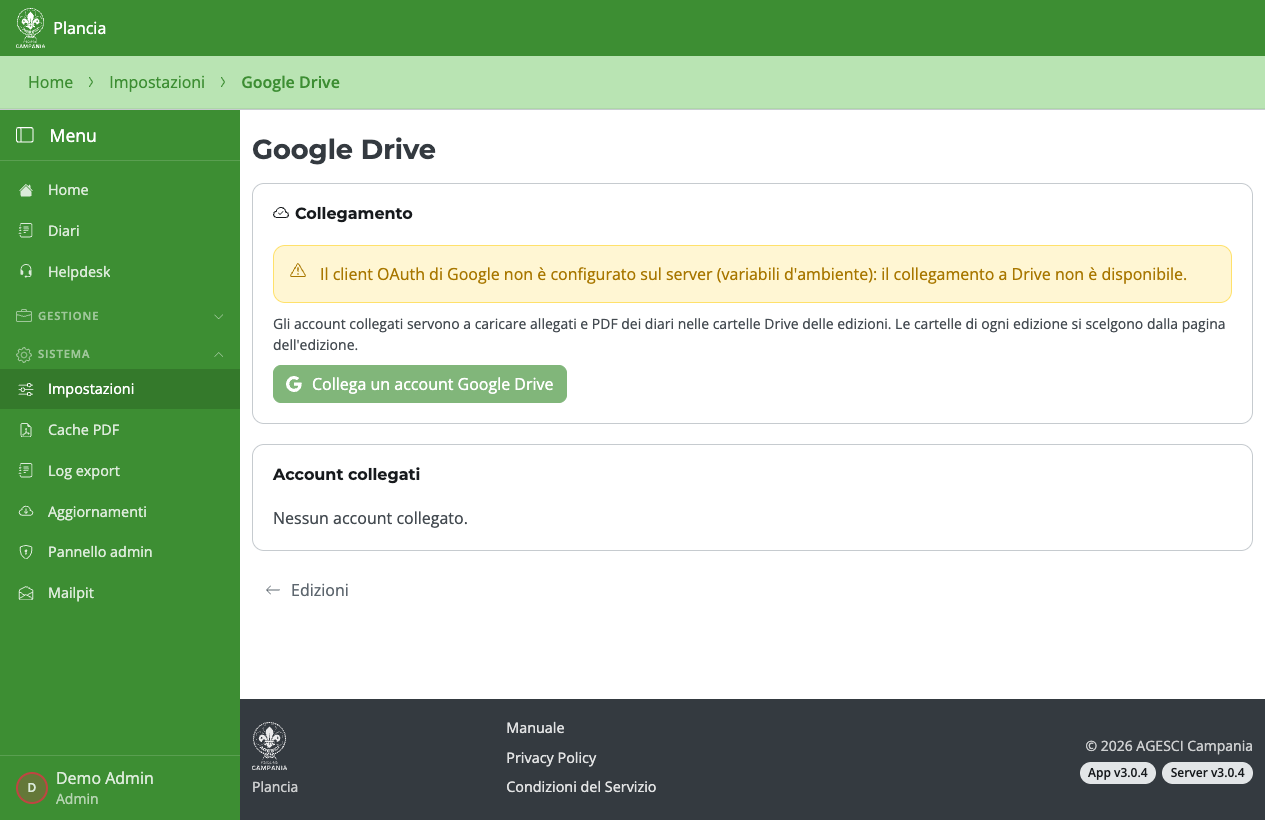 CAMPANIA
Plancia
Home
Impostazioni
Google Drive
Menu
Home
Diari
Helpdesk
GESTIONE
SISTEMA
Impostazioni
Cache PDF
Log export
Aggiornamenti
Pannello admin
Mailpit
D
Demo Admin
Admin
Google Drive
Collegamento
Il client OAuth di Google non è configurato sul server (variabili d'ambiente): il collegamento a Drive non è disponibile.
Gli account collegati servono a caricare allegati e PDF dei diari nelle cartelle Drive delle edizioni. Le cartelle di ogni edizione si scelgono dalla pagina
dell'edizione.
G Collega un account Google Drive
Account collegati
Nessun account collegato.
← Edizioni
CAMPANIA
Plancia
Manuale
Privacy Policy
Condizioni del Servizio
© 2026 AGESCI Campania
App v3.0.4
Server v3.0.4